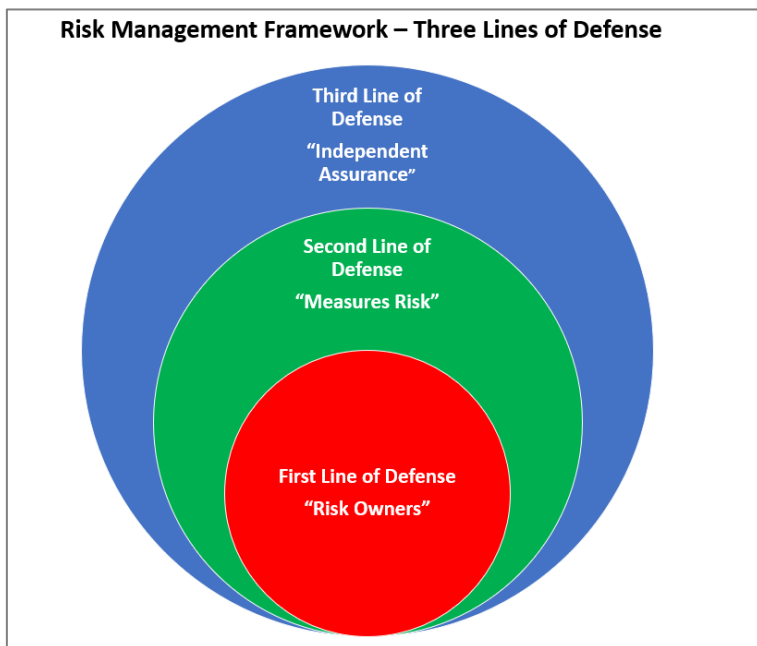 Risk Management Framework – Three Lines of Defense
Third Line of
Defense
“Independent
Assurance”
Second Line of
Defense
“Measures Risk”
First Line of Defense
“Risk Owners”